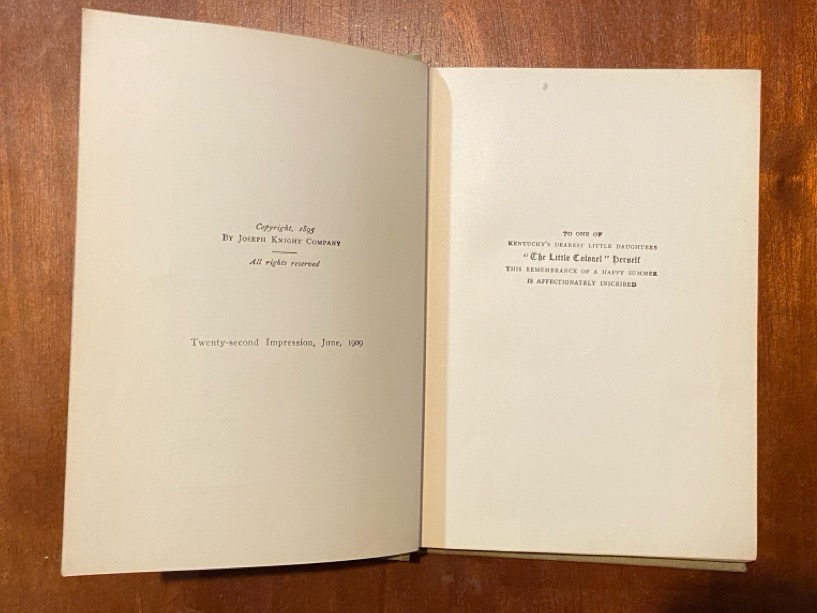 Copyright, 1895
BY JOSEPH KNIGHT COMPANY
All rights reserved
Twenty-second Impression, June, 1909
TO ONE OF
KENTUCKY'S DEAREST LITTLE DAUGHTERS
"The Little Colonel" Herself
THIS REMEMBRANCE OF A HAPPY SUMMER
IS AFFECTIONATELY INSCRIBED